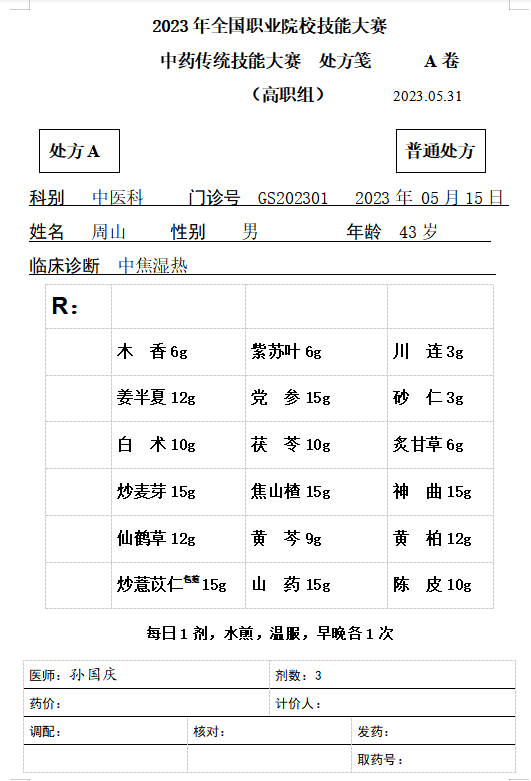 2023 年全国职业院校技能大赛
中药传统技能大赛 处方笺 A 卷
（高职组） 2023.05.31
处方 A 普通处方
科别 中医科 门诊号 GS202301 2023 年 05 月 15 日
姓名 周山 性别 男 年龄 43 岁
临床诊断 中焦湿热
R：
木 香 6g 紫苏叶 6g 川 连 3g
姜半夏 12g 党 参 15g 砂 仁 3g
白 术 10g 茯 苓 10g 炙甘草 6g
炒麦芽 15g 焦山楂 15g 神 曲 15g
仙鹤草 12g 黄 芩 9g 黄 柏 12g
炒薏苡仁包煎 15g 山 药 15g 陈 皮 10g
每日 1 剂，水煎，温服，早晚各 1 次
医师：孙国庆 剂数：3
药价： 计价人：
调配： 核对： 发药：
取药号：